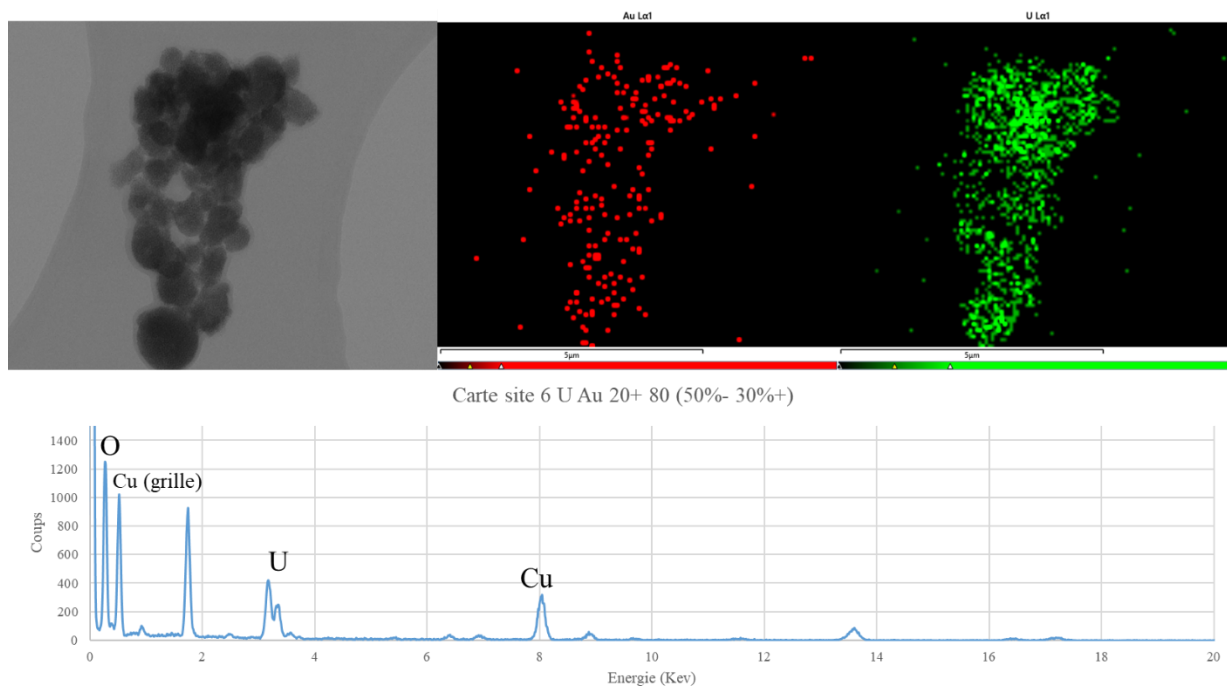 Au Lα1
U Lα1
5µm
5µm
Carte site 6 U Au 20+ 80 (50%- 30%+)
1400
1200
1000
800
600
400
200
0
Coups
O
Cu (grille)
U
Cu
0 2 4 6 8 10 12 14 16 18 20
Energie (Kev)